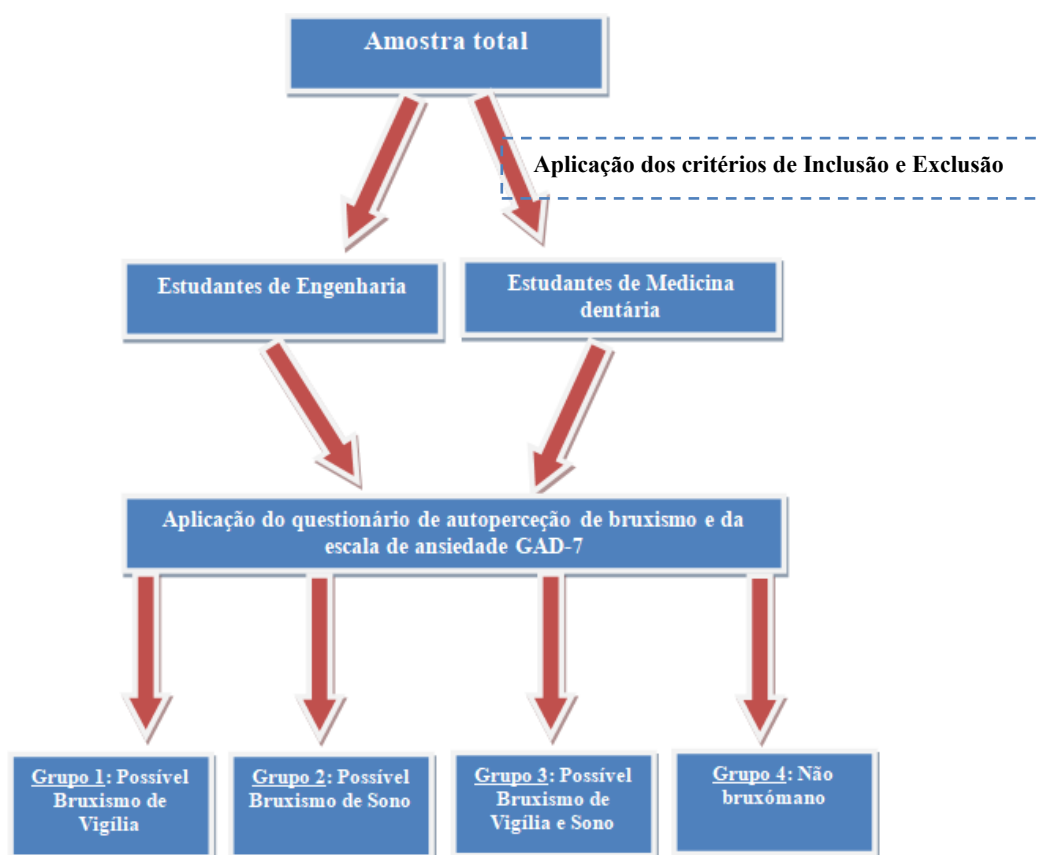 Amostra total
Aplicação dos critérios de Inclusão e Exclusão
Estudantes de Engenharia
Estudantes de Medicina
dentária
Aplicação do questionário de autoperceção de bruxismo e da
escala de ansiedade GAD-7
Grupo 1: Possível
Bruxismo de
Vigília
Grupo 2: Possível
Bruxismo de Sono
Grupo 3: Possível
Bruxismo de
Vigília e Sono
Grupo 4: Não
bruxómano